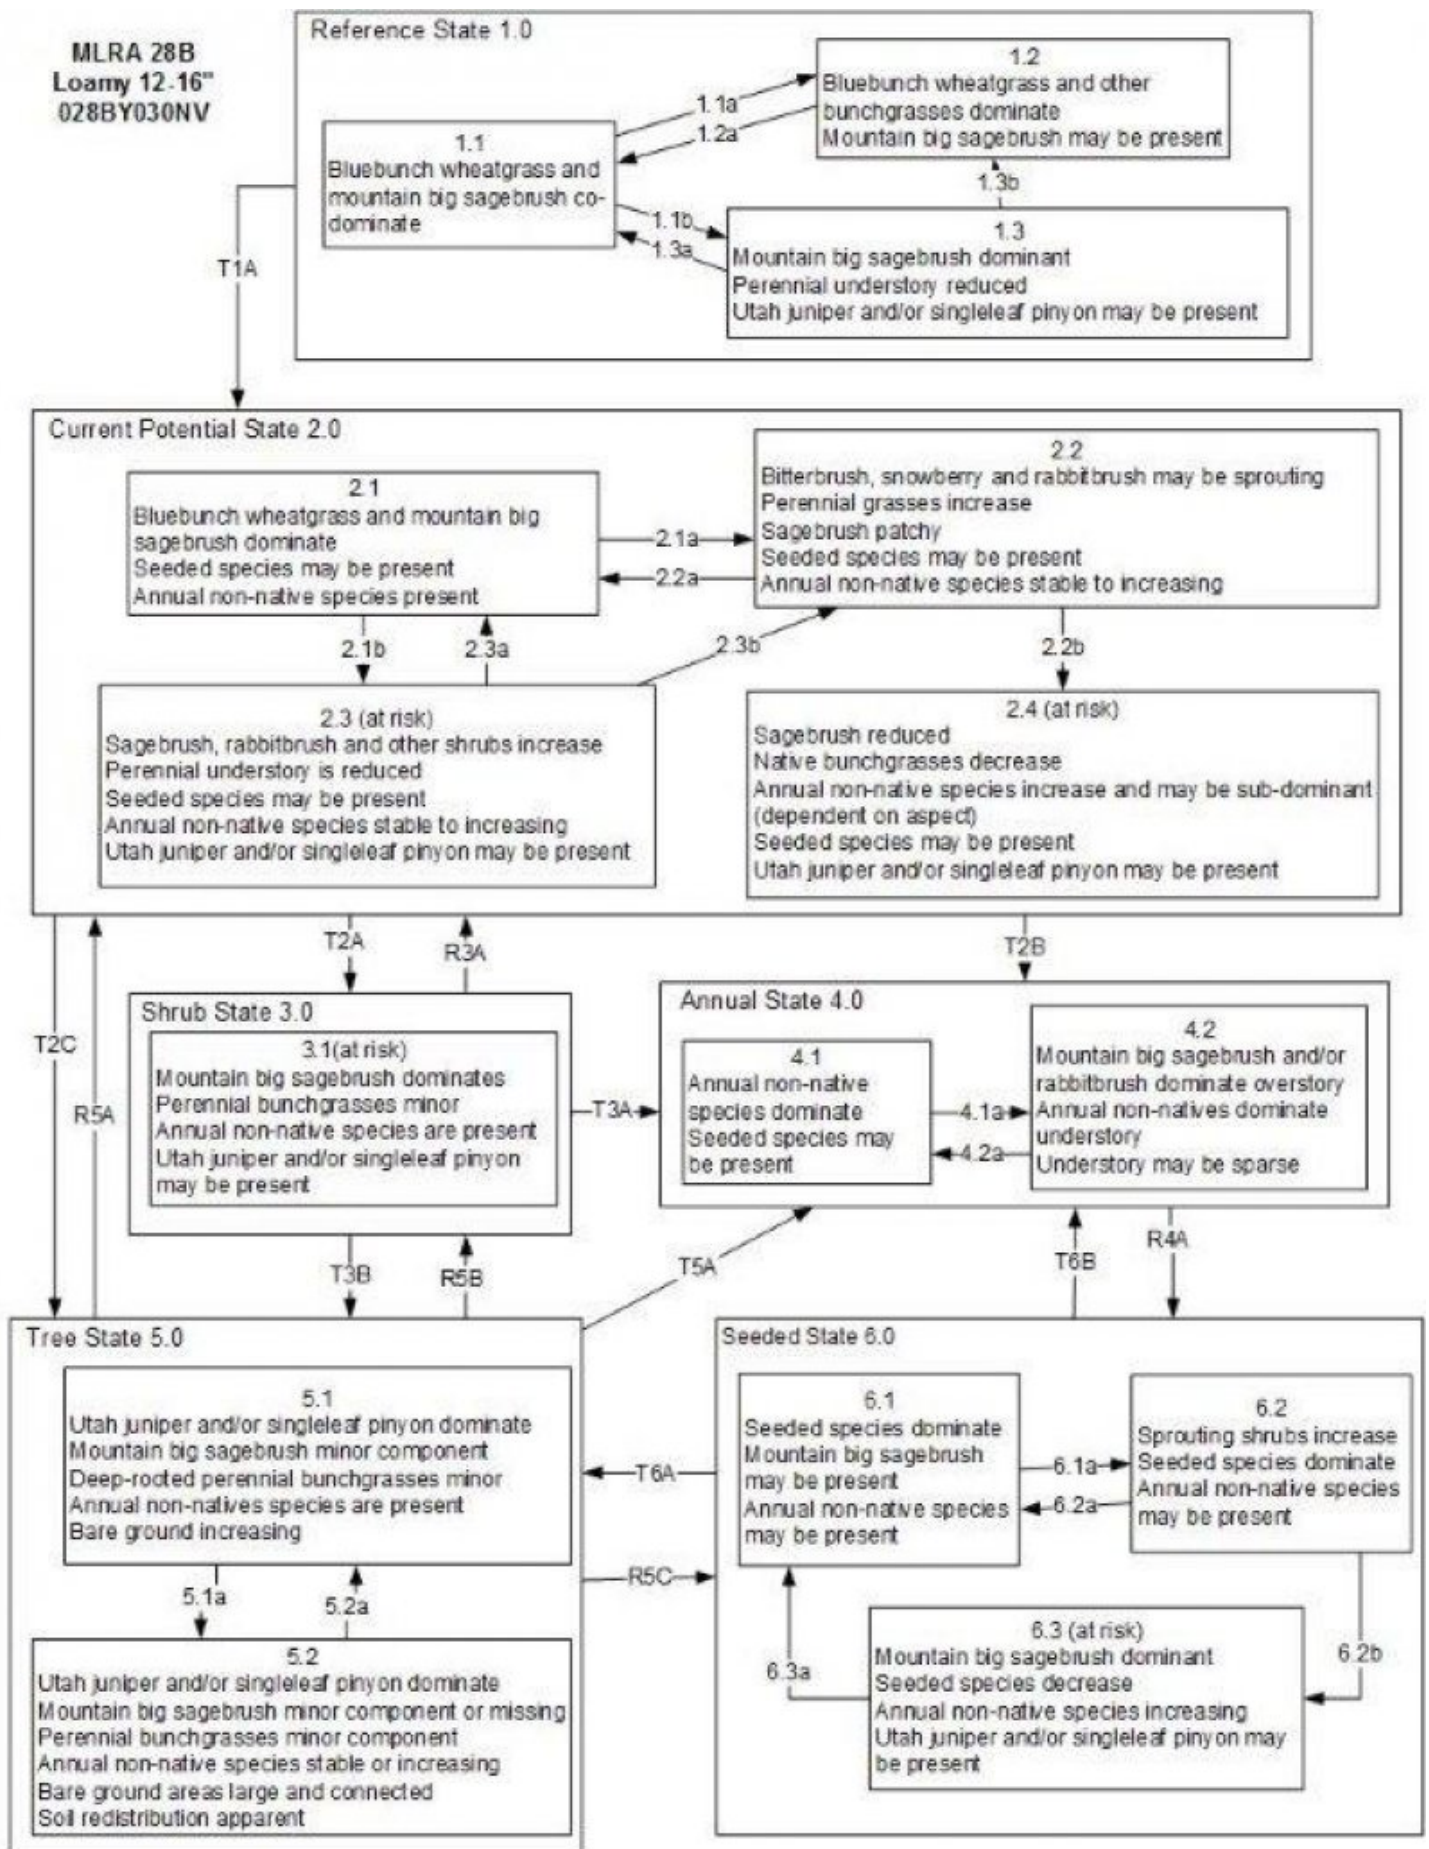 MLRA 28B
Loamy 12-16"
028BY030NV
Reference State 1.0
1.1
Bluebunch wheatgrass and
mountain big sagebrush co-
dominate
1.1a
1.2a
1.2
Bluebunch wheatgrass and other
bunchgrasses dominate
Mountain big sagebrush may be present
1.3b
1.1b
1.3a
1.3
Mountain big sagebrush dominant
Perennial understory reduced
Utah juniper and/or singleleaf pinyon may be present
T1A
Current Potential State 2.0
2.1
Bluebunch wheatgrass and mountain big
sagebrush dominate
Seeded species may be present
Annual non-native species present
2.1a
2.2a
2.2
Bitterbrush, snowberry and rabbitbrush may be sprouting
Perennial grasses increase
Sagebrush patchy
Seeded species may be present
Annual non-native species stable to increasing
2.1b
2.3a
2.3b
2.2b
2.3 (at risk)
Sagebrush, rabbitbrush and other shrubs increase
Perennial understory is reduced
Seeded species may be present
Annual non-native species stable to increasing
Utah juniper and/or singleleaf pinyon may be present
2.4 (at risk)
Sagebrush reduced
Native bunchgrasses decrease
Annual non-native species increase and may be sub-dominant
(dependent on aspect)
Seeded species may be present
Utah juniper and/or singleleaf pinyon may be present
T2C
R5A
T2A
R3A
T2B
Shrub State 3.0
3.1(at risk)
Mountain big sagebrush dominates
Perennial bunchgrasses minor
Annual non-native species are present
Utah juniper and/or singleleaf pinyon
may be present
T3A
Annual State 4.0
4.1
Annual non-native
species dominate
Seeded species may
be present
4.1a
4.2a
4.2
Mountain big sagebrush and/or
rabbitbrush dominate overstory
Annual non-natives dominate
understory
Understory may be sparse
T3B
R5B
T5A
T6B
R4A
Tree State 5.0
5.1
Utah juniper and/or singleleaf pinyon dominate
Mountain big sagebrush minor component
Deep-rooted perennial bunchgrasses minor
Annual non-natives species are present
Bare ground increasing
5.1a
5.2a
5.2
Utah juniper and/or singleleaf pinyon dominate
Mountain big sagebrush minor component or missing
Perennial bunchgrasses minor component
Annual non-native species stable or increasing
Bare ground areas large and connected
Soil redistribution apparent
T6A
R5C
Seeded State 6.0
6.1
Seeded species dominate
Mountain big sagebrush
may be present
Annual non-native species
may be present
6.1a
6.2a
6.2
Sprouting shrubs increase
Seeded species dominate
Annual non-native species
may be present
6.3a
6.2b
6.3 (at risk)
Mountain big sagebrush dominant
Seeded species decrease
Annual non-native species increasing
Utah juniper and/or singleleaf pinyon may
be present